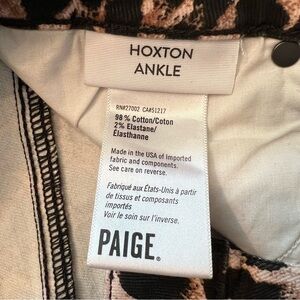 HOXTON
ANKLE
RN#27002 CA#51217
98% Cotton/Coton
2% Elastane/
Élasthanne
Made in the USA of imported
fabric and components.
See care on reverse.
Fabriqué aux États-Unis à partir
de tissus et composants
importés
Voir le soin sur l'inverse.
PAIGE®